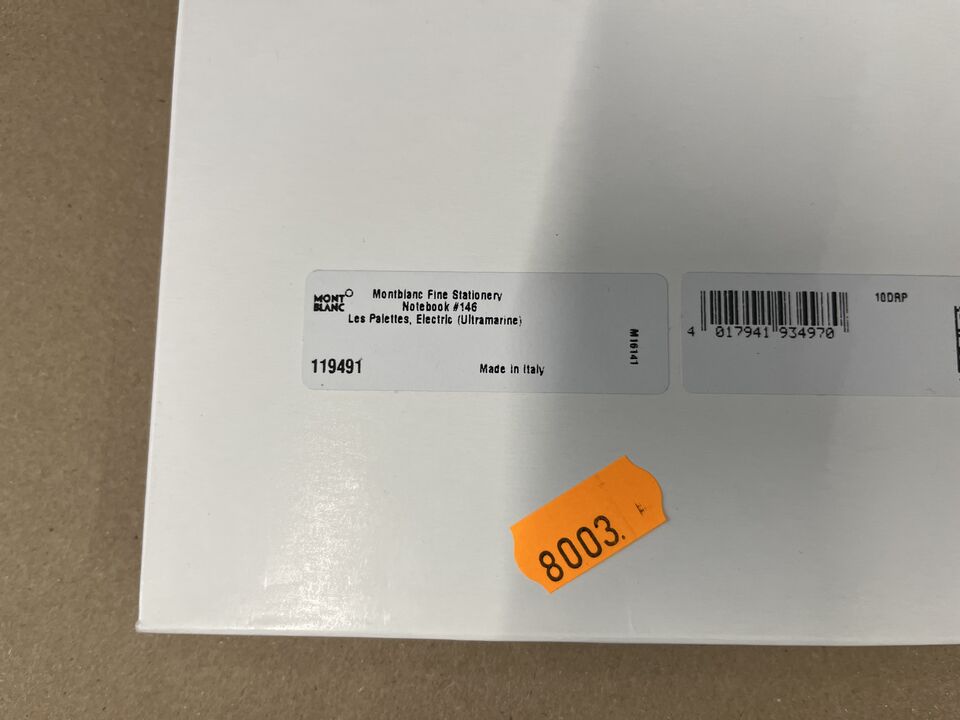 MONT
BLANC
Montblanc Fine Stationery
Notebook #146
Les Palettes, Electric (Ultramarine)
119491
Made in Italy
M16141
10DRP
4 017941 934970
8003.